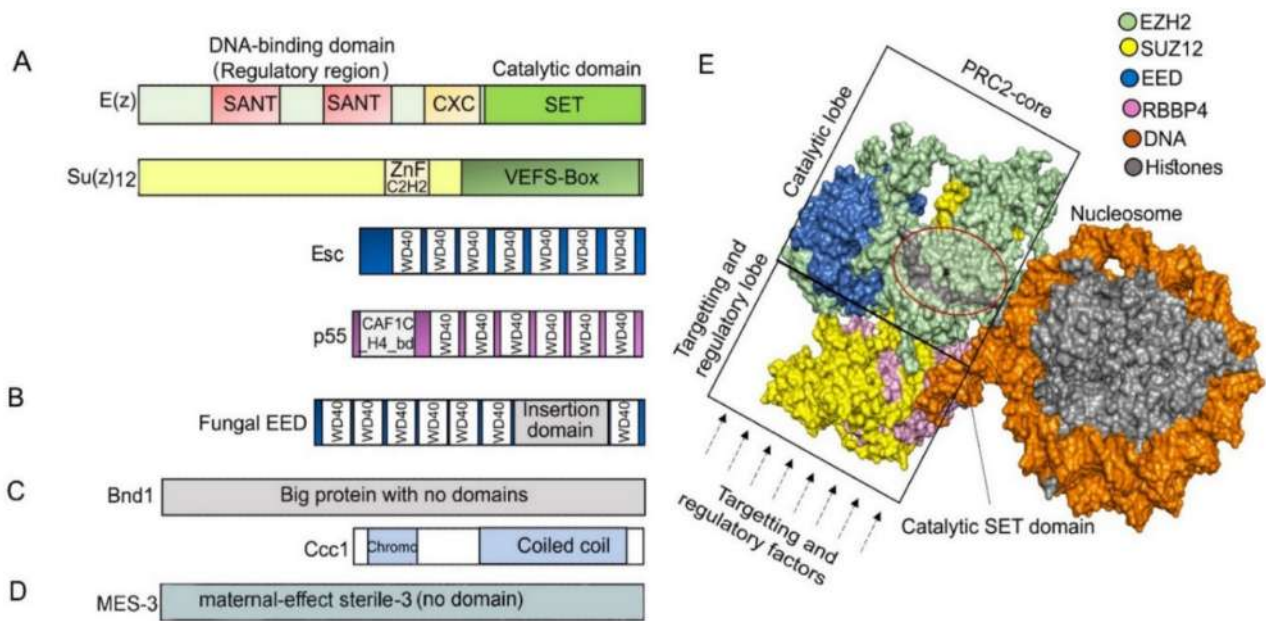 A
DNA-binding domain
(Regulatory region)
Catalytic domain
E(z)
SANT
SANT
CXC
SET
Su(z)12
ZnF
C2H2
VEFS-Box
Esc
WD40
WD40
WD40
WD40
WD40
WD40
WD40
p55
CAF1C
_H4_bd
WD40
WD40
WD40
WD40
WD40
WD40
B
Fungal EED
WD40
WD40
WD40
WD40
WD40
WD40
Insertion
domain
WD40
C
Bnd1
Big protein with no domains
Ccc1
Chromo
Coiled coil
D
MES-3
maternal-effect sterile-3 (no domain)
E
PRC2-core
Catalytic lobe
Targetting and
regulatory lobe
Targetting and
regulatory factors
Catalytic SET domain
Nucleosome
EZH2
SUZ12
EED
RBBP4
DNA
Histones